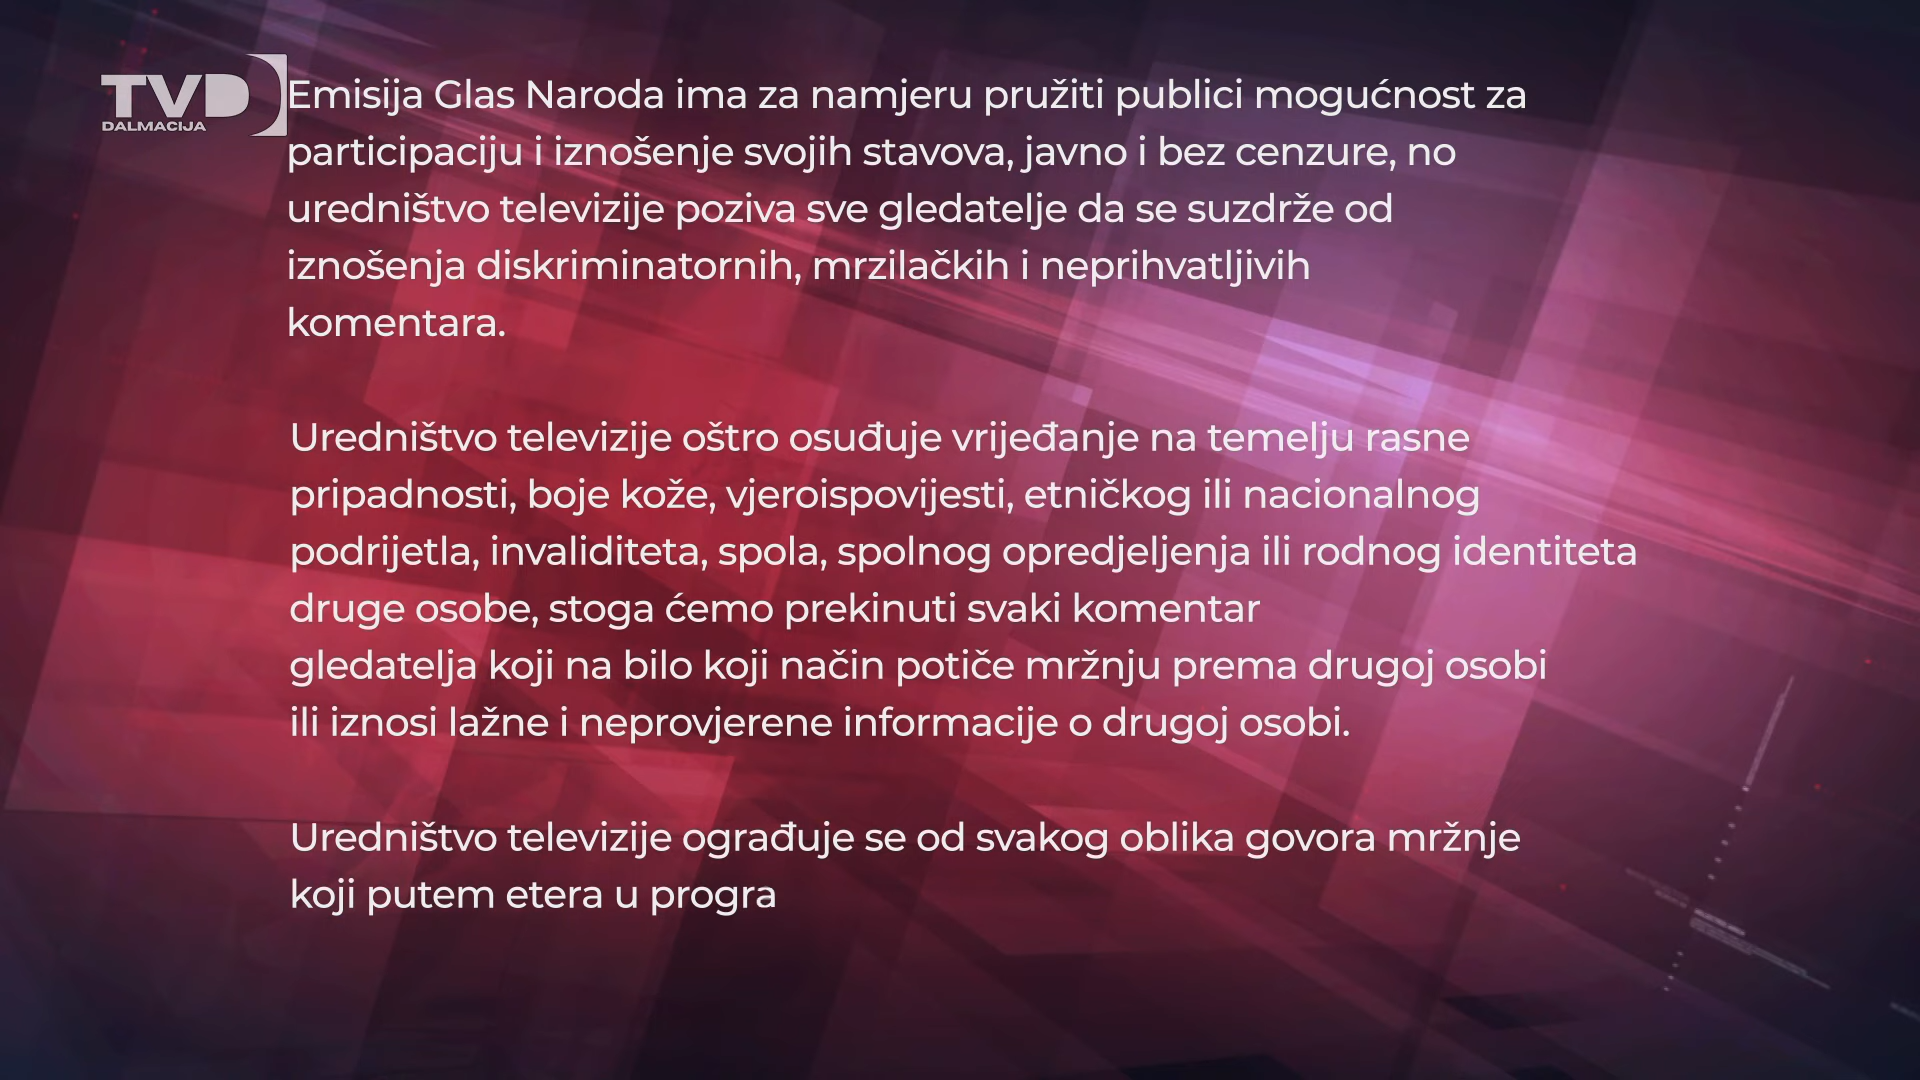 TVD
DALMACIJA
Emisija Glas Naroda ima za namjeru pružiti publici mogućnost za
participaciju i iznošenje svojih stavova, javno i bez cenzure, no
uredništvo televizije poziva sve gledatelje da se suzdrže od
iznošenja diskriminatornih, mrzilačkih i neprihvatljivih
komentara.
Uredništvo televizije oštro osuđuje vrijeđanje na temelju rasne
pripadnosti, boje kože, vjeroispovijesti, etničkog ili nacionalnog
podrijetla, invaliditeta, spola, spolnog opredjeljenja ili rodnog identiteta
druge osobe, stoga ćemo prekinuti svaki komentar
gledatelja koji na bilo koji način potiče mržnju prema drugoj osobi
ili iznosi lažne i neprovjerene informacije o drugoj osobi.
Uredništvo televizije ograđuje se od svakog oblika govora mržnje
koji putem etera u progra